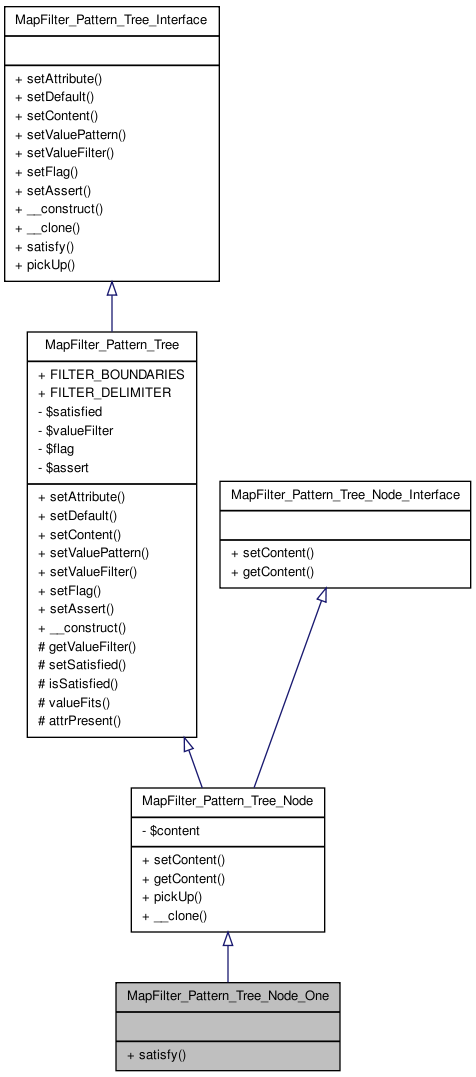 MapFilter_Pattern_Tree_Interface
+ setAttribute()
+ setDefault()
+ setContent()
+ setValuePattern()
+ setValueFilter()
+ setFlag()
+ setAssert()
+ __construct()
+ __clone()
+ satisfy()
+ pickUp()
MapFilter_Pattern_Tree
+ FILTER_BOUNDARIES
+ FILTER_DELIMITER
- $satisfied
- $valueFilter
- $flag
- $assert
+ setAttribute()
+ setDefault()
+ setContent()
+ setValuePattern()
+ setValueFilter()
+ setFlag()
+ setAssert()
+ __construct()
# getValueFilter()
# setSatisfied()
# isSatisfied()
# valueFits()
# attrPresent()
MapFilter_Pattern_Tree_Node_Interface
+ setContent()
+ getContent()
MapFilter_Pattern_Tree_Node
- $content
+ setContent()
+ getContent()
+ pickUp()
+ __clone()
MapFilter_Pattern_Tree_Node_One
+ satisfy()